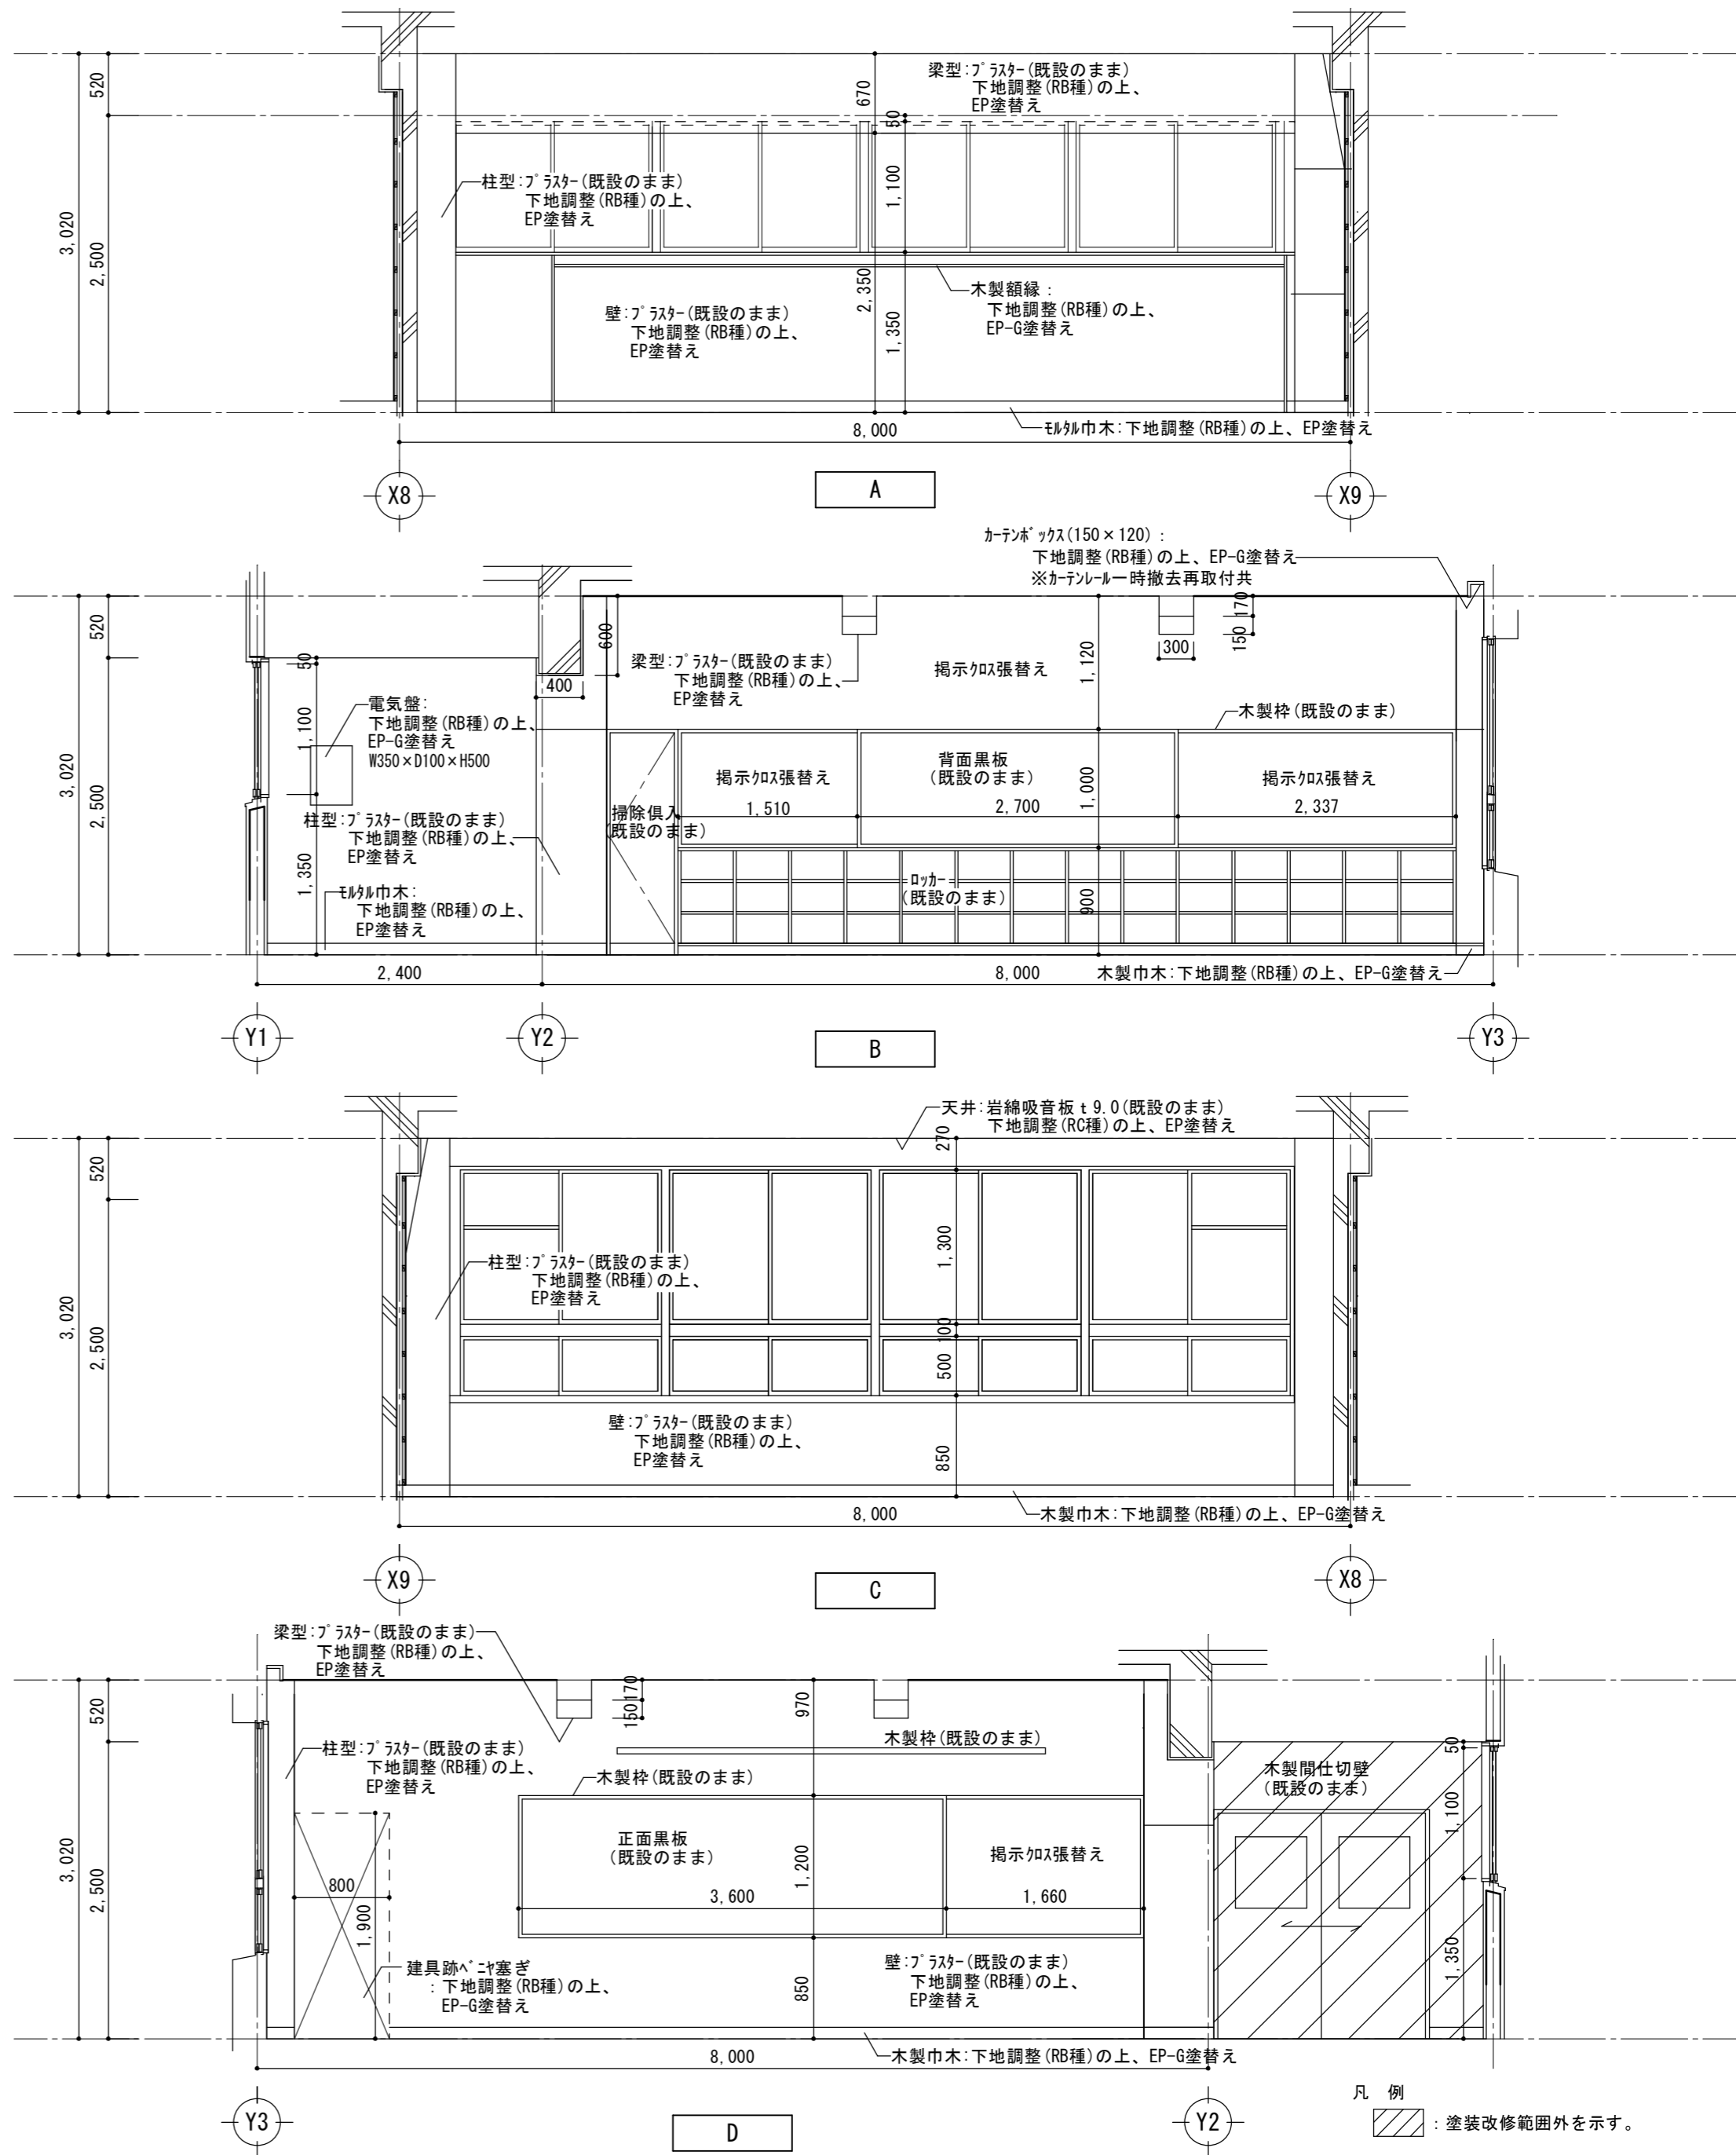 520
3,020
2,500
梁型:プラスター(既設のまま)
下地調整(RB種)の上、
EP塗替え
670
50
柱型:プラスター(既設のまま)
下地調整(RB種)の上、
EP塗替え
1,100
2,350
木製額縁:
下地調整(RB種)の上、
EP-G塗替え
壁:プラスター(既設のまま)
下地調整(RB種)の上、
EP塗替え
1,350
モルタル巾木:下地調整(RB種)の上、EP塗替え
8,000
X8
A
X9
カーテンボックス(150×120):
下地調整(RB種)の上、EP-G塗替え
※カーテンレール一時撤去再取付共
520
3,020
2,500
50
600
400
梁型:プラスター(既設のまま)
下地調整(RB種)の上、
EP塗替え
掲示クロス張替え
1,120
300
170
150
電気盤:
下地調整(RB種)の上、
EP-G塗替え
W350×D100×H500
1,100
木製枠(既設のまま)
掲示クロス張替え
1,510
背面黒板
(既設のまま)
2,700
1,000
掲示クロス張替え
2,337
掃除倶入
(既設のまま)
柱型:プラスター(既設のまま)
下地調整(RB種)の上、
EP塗替え
1,350
モルタル巾木:
下地調整(RB種)の上、
EP塗替え
ロッカー
(既設のまま)
900
2,400
8,000
木製巾木:下地調整(RB種)の上、EP-G塗替え
Y1
Y2
B
Y3
天井:岩綿吸音板t9.0(既設のまま)
下地調整(RC種)の上、EP塗替え
520
3,020
2,500
270
1,300
柱型:プラスター(既設のまま)
下地調整(RB種)の上、
EP塗替え
100
500
壁:プラスター(既設のまま)
下地調整(RB種)の上、
EP塗替え
850
8,000
木製巾木:下地調整(RB種)の上、EP-G塗替え
X9
C
X8
梁型:プラスター(既設のまま)
下地調整(RB種)の上、
EP塗替え
520
3,020
2,500
170
150
970
木製枠(既設のまま)
柱型:プラスター(既設のまま)
下地調整(RB種)の上、
EP塗替え
木製枠(既設のまま)
木製間仕切壁
(既設のまま)
50
1,100
正面黒板
(既設のまま)
3,600
1,200
掲示クロス張替え
1,660
800
1,900
建具跡ベニヤ塞ぎ
:下地調整(RB種)の上、
EP-G塗替え
850
壁:プラスター(既設のまま)
下地調整(RB種)の上、
EP塗替え
1,350
8,000
木製巾木:下地調整(RB種)の上、EP-G塗替え
Y3
D
Y2
凡 例
:塗装改修範囲外を示す。